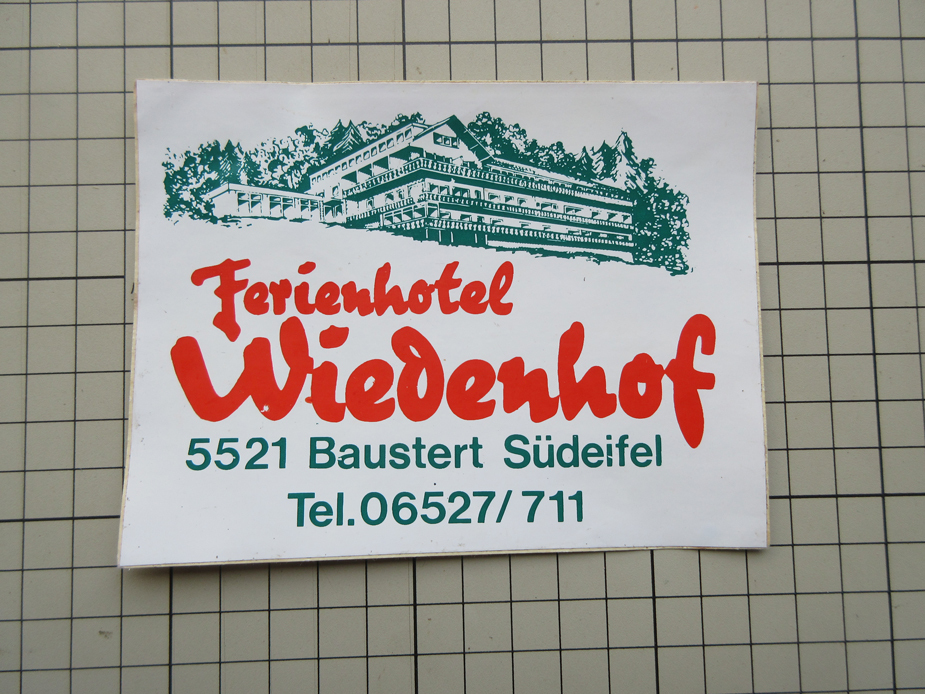 Ferienhotel
Wiedenhof
5521 Baustert Südeifel
Tel.06527/711